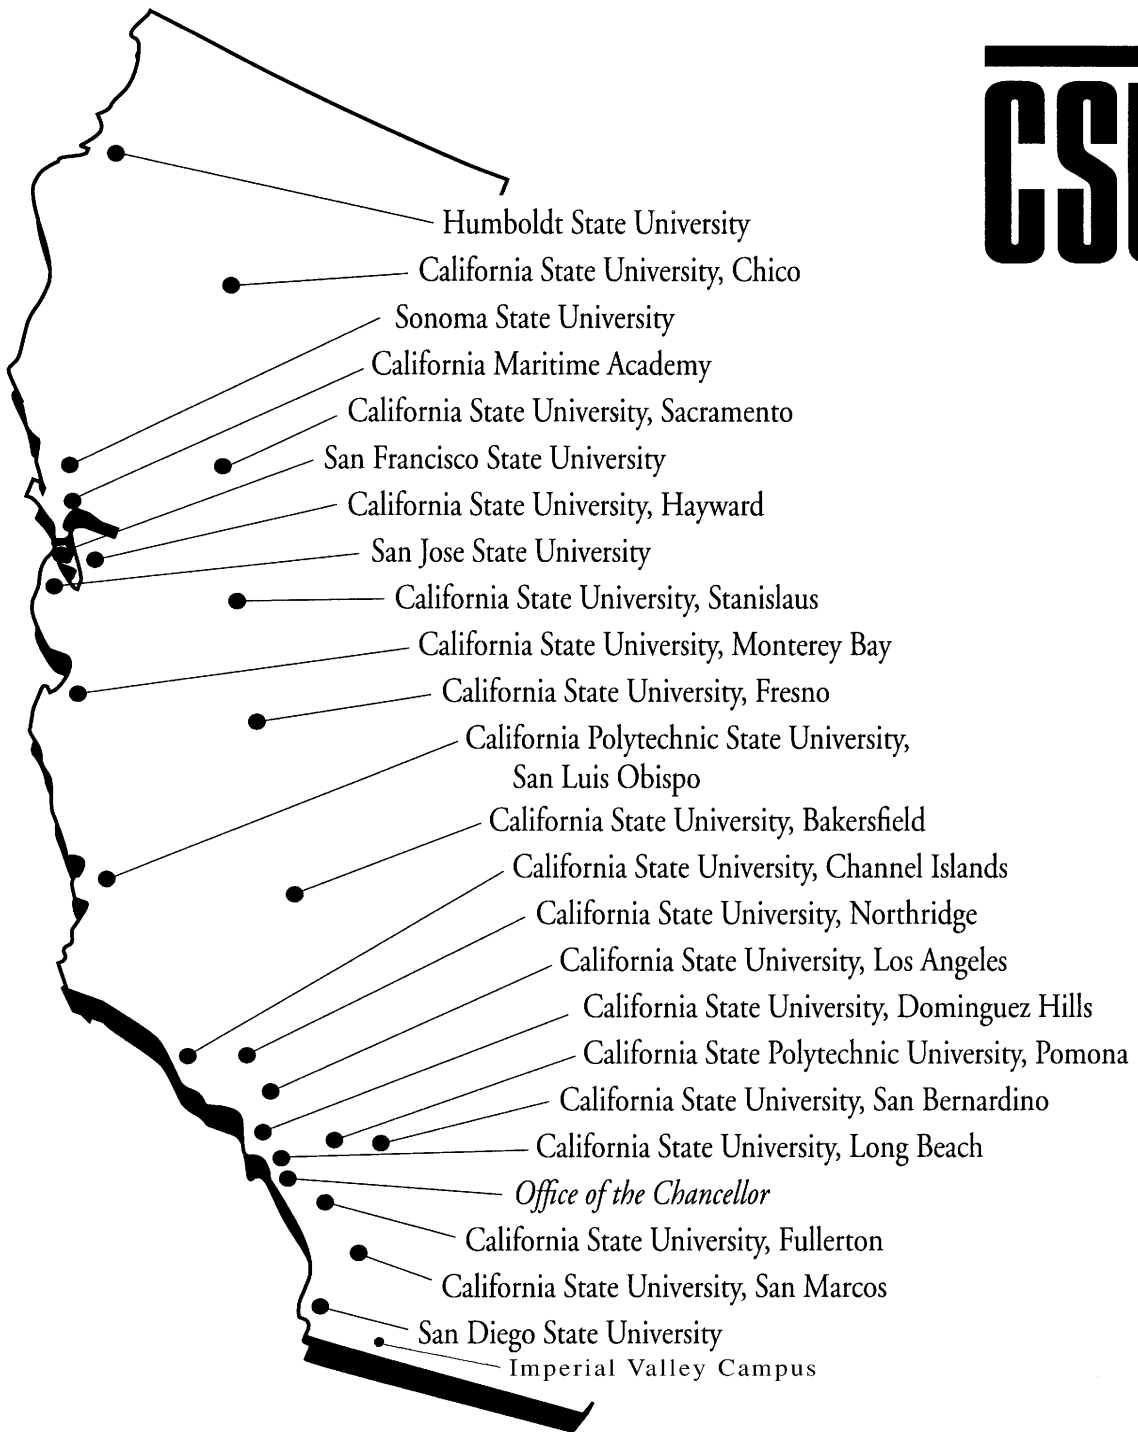 CSU
Humboldt State University
California State University, Chico
Sonoma State University
California Maritime Academy
California State University, Sacramento
San Francisco State University
California State University, Hayward
San Jose State University
California State University, Stanislaus
California State University, Monterey Bay
California State University, Fresno
California Polytechnic State University,
San Luis Obispo
California State University, Bakersfield
California State University, Channel Islands
California State University, Northridge
California State University, Los Angeles
California State University, Dominguez Hills
California State Polytechnic University, Pomona
California State University, San Bernardino
California State University, Long Beach
Office of the Chancellor
California State University, Fullerton
California State University, San Marcos
San Diego State University
Imperial Valley Campus